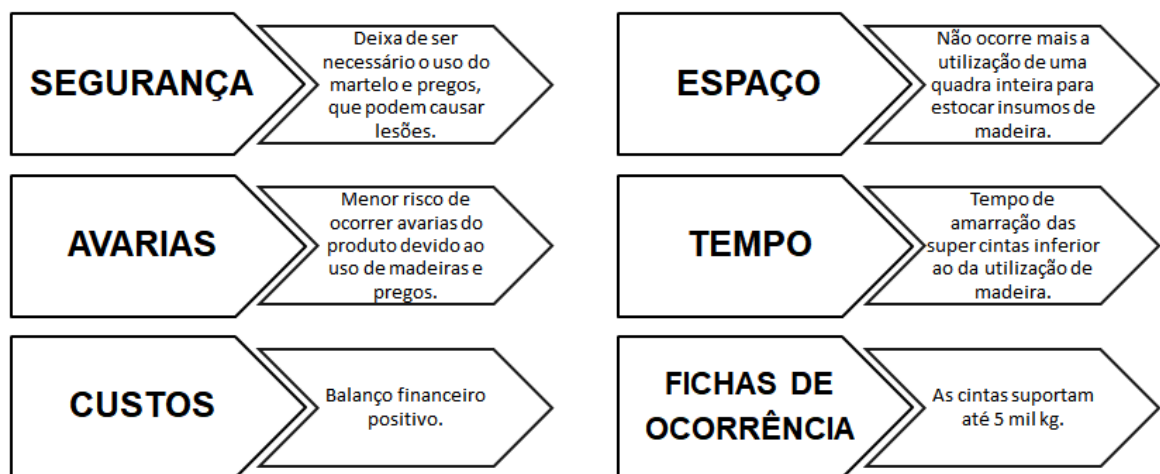 SEGURANÇA
Deixa de ser
necessário o uso do
martelo e pregos,
que podem causar
lesões.
ESPAÇO
Não ocorre mais a
utilização de uma
quadra inteira para
estocar insumos de
madeira.
AVARIAS
Menor risco de
ocorrer avarias do
produto devido ao
uso de madeiras e
pregos.
TEMPO
Tempo de
amarração das
super cintas inferior
ao da utilização de
madeira.
CUSTOS
Balanço financeiro
positivo.
FICHAS DE
OCORRÊNCIA
As cintas suportam
até 5 mil kg.